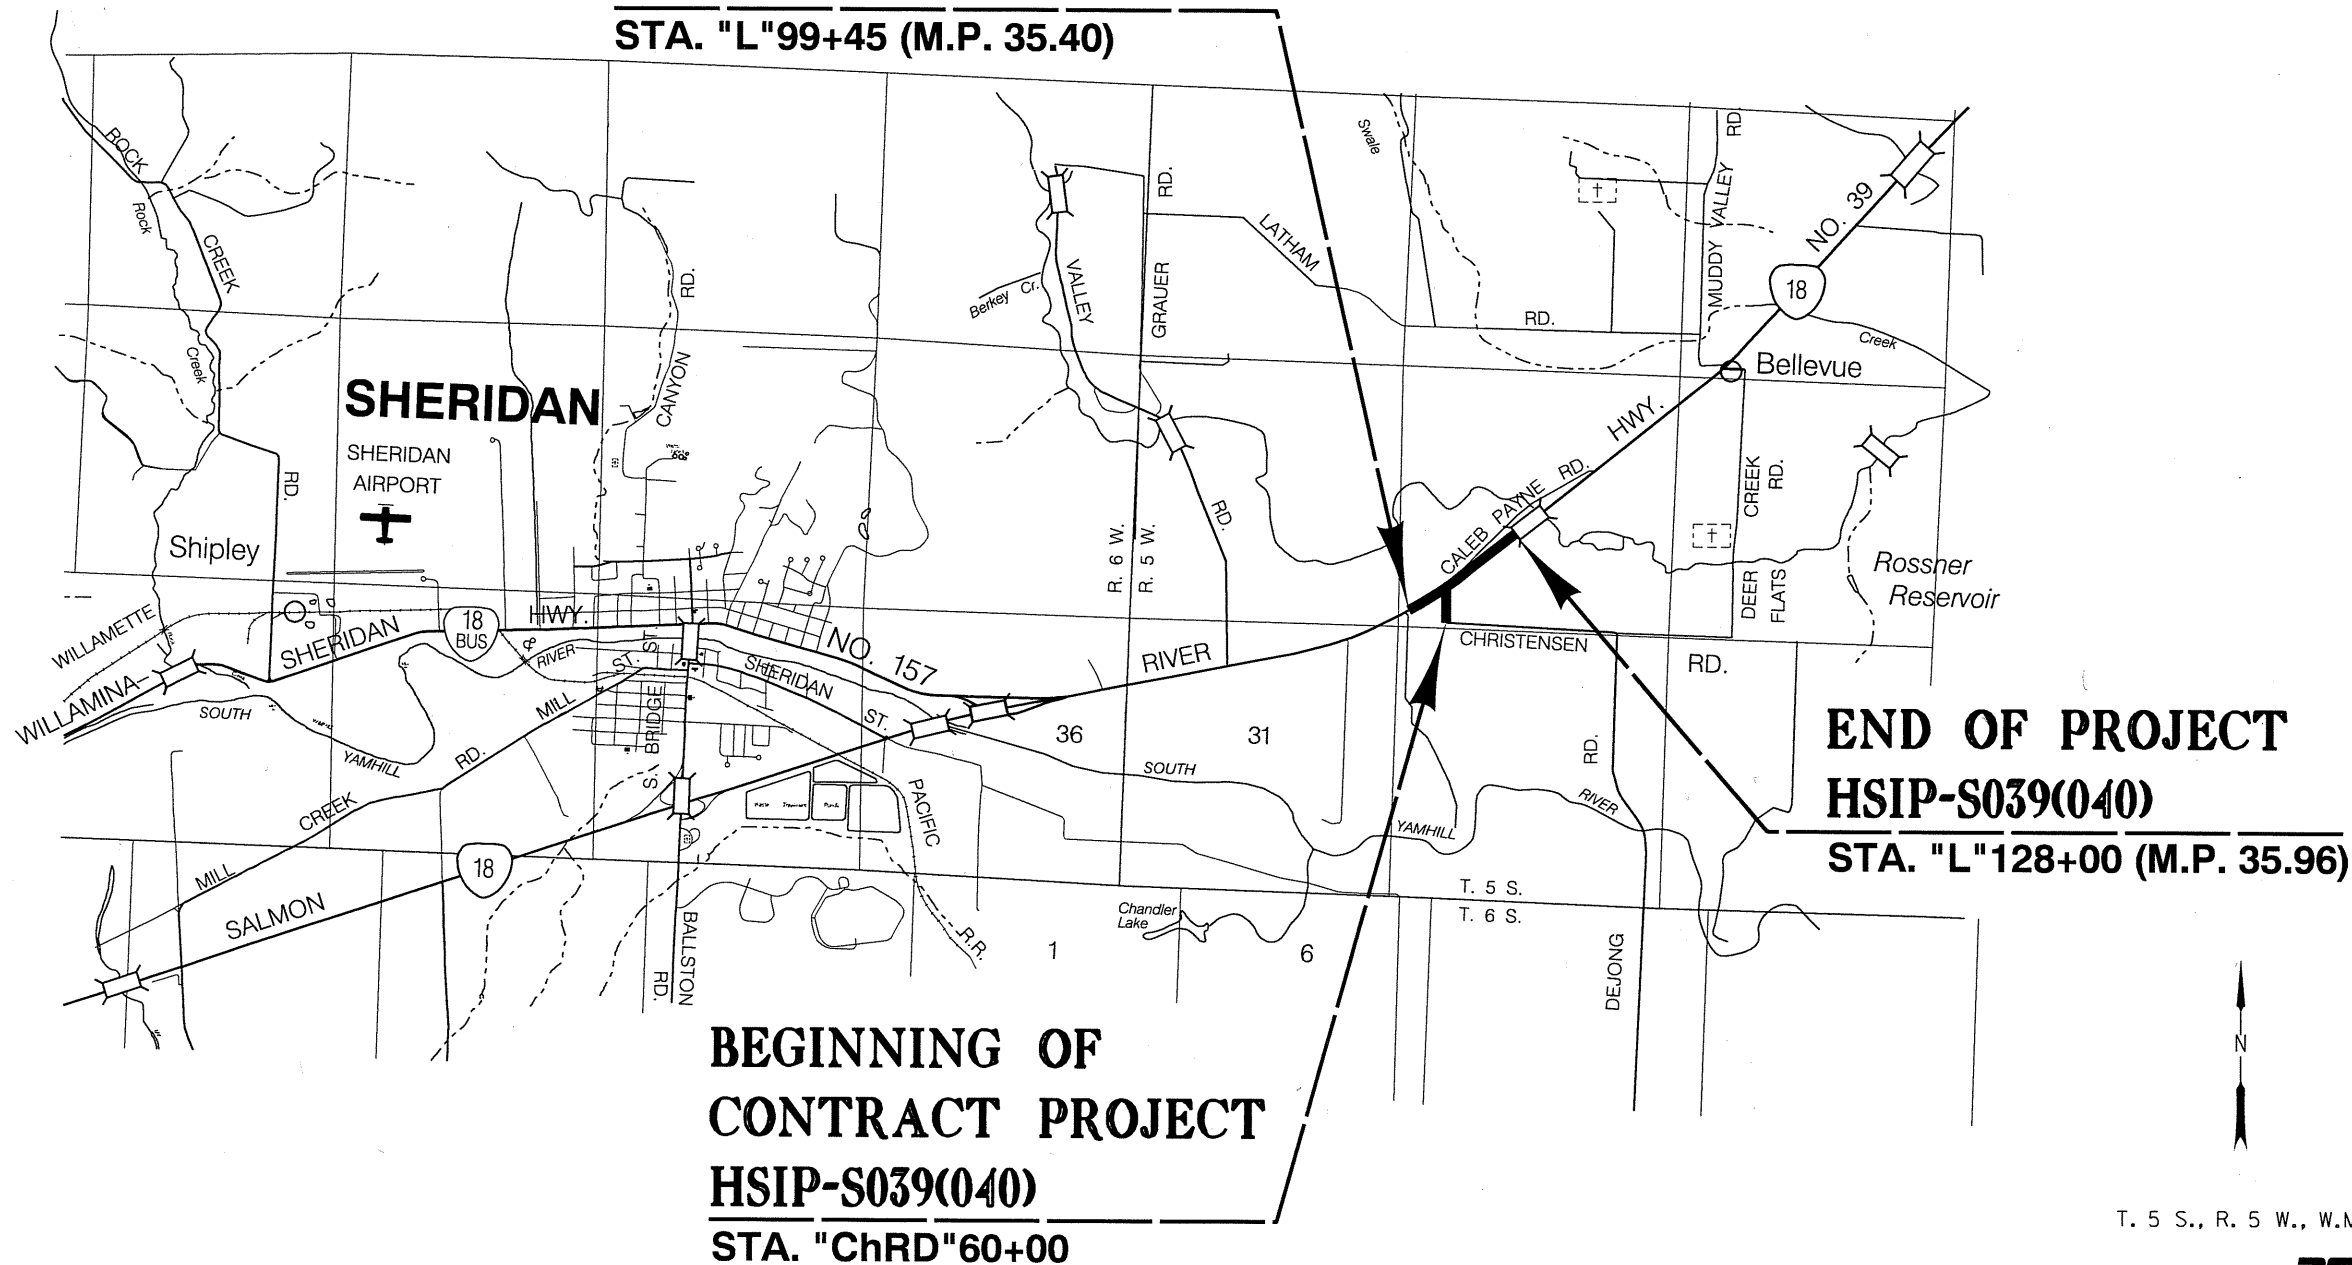 STA. "L"99+45 (M.P. 35.40)
ROCK
CREEK
RD.
Rock
Creek
SHERIDAN
SHERIDAN
AIRPORT
Shipley
CANYON
RD.
Berkey Cr.
VALLEY
RD.
GRAUER
RD.
LATHAM
RD.
Swale
MUDDY VALLEY RD.
NO. 39
18
Creek
Bellevue
HWY.
CALEB PAYNE RD.
DEER CREEK RD.
FLATS
Rossner
Reservoir
R. 6 W.
R. 5 W.
WILLAMETTE
&
PACIFIC
R.R.
WILLAMINA-
SHERIDAN
18
BUS
HWY.
NO. 157
RIVER
ST.
ST.
SHERIDAN
ST.
S. BRIDGE
MILL
CREEK
RD.
MILL
SOUTH
YAMHILL
SALMON
18
RIVER
CHRISTENSEN
RD.
36
31
SOUTH
YAMHILL
RIVER
RD.
DEJONG
BALLSTON
RD.
Chandler
Lake
T. 5 S.
T. 6 S.
1
6
END OF PROJECT
HSIP-S039(040)
STA. "L"128+00 (M.P. 35.96)
BEGINNING OF
CONTRACT PROJECT
HSIP-S039(040)
STA. "ChRD"60+00
N
T. 5 S., R. 5 W., W.M